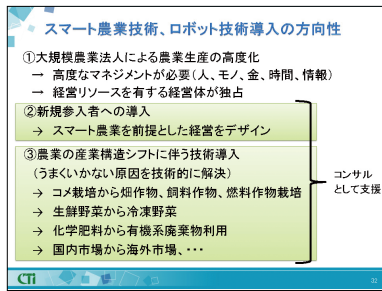 スマート農業技術、ロボット技術導入の方向性
①大規模農業法人による農業生産の高度化
→ 高度なマネジメントが必要(人、モノ、金、時間、情報)
→ 経営リソースを有する経営体が独占
②新規参入者への導入
→ スマート農業を前提とした経営をデザイン
③農業の産業構造シフトに伴う技術導入
(うまくいかない原因を技術的に解決)
→ コメ栽培から畑作物、飼料作物、燃料作物栽培
→ 生鮮野菜から冷凍野菜
→ 化学肥料から有機系廃棄物利用
→ 国内市場から海外市場、・・・
コンサル
として支援
CTi
32